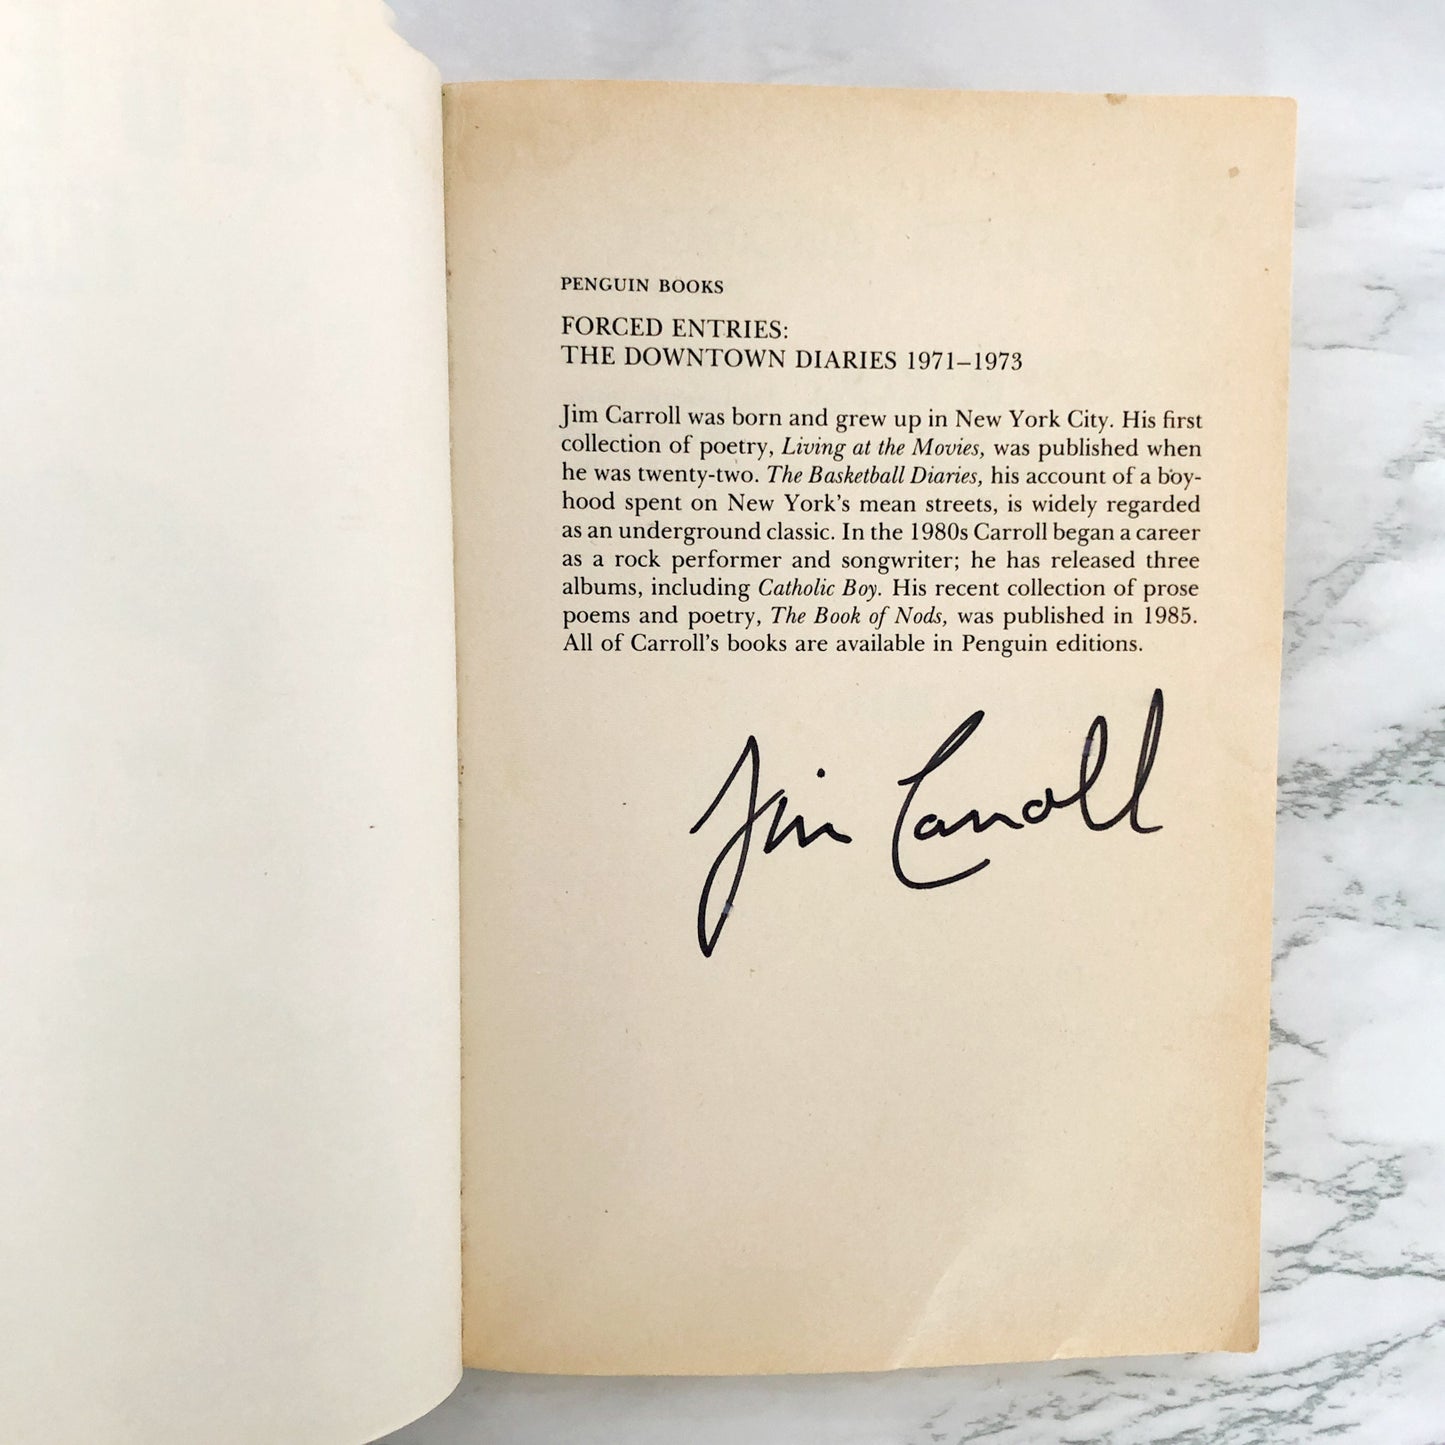 PENGUIN BOOKS
FORCED ENTRIES:
THE DOWNTOWN DIARIES 1971–1973
Jim Carroll was born and grew up in New York City. His first
collection of poetry, Living at the Movies, was published when
he was twenty-two. The Basketball Diaries, his account of a boy-
hood spent on New York's mean streets, is widely regarded
as an underground classic. In the 1980s Carroll began a career
as a rock performer and songwriter; he has released three
albums, including Catholic Boy. His recent collection of prose
poems and poetry, The Book of Nods, was published in 1985.
All of Carroll's books are available in Penguin editions.
Jim Carroll